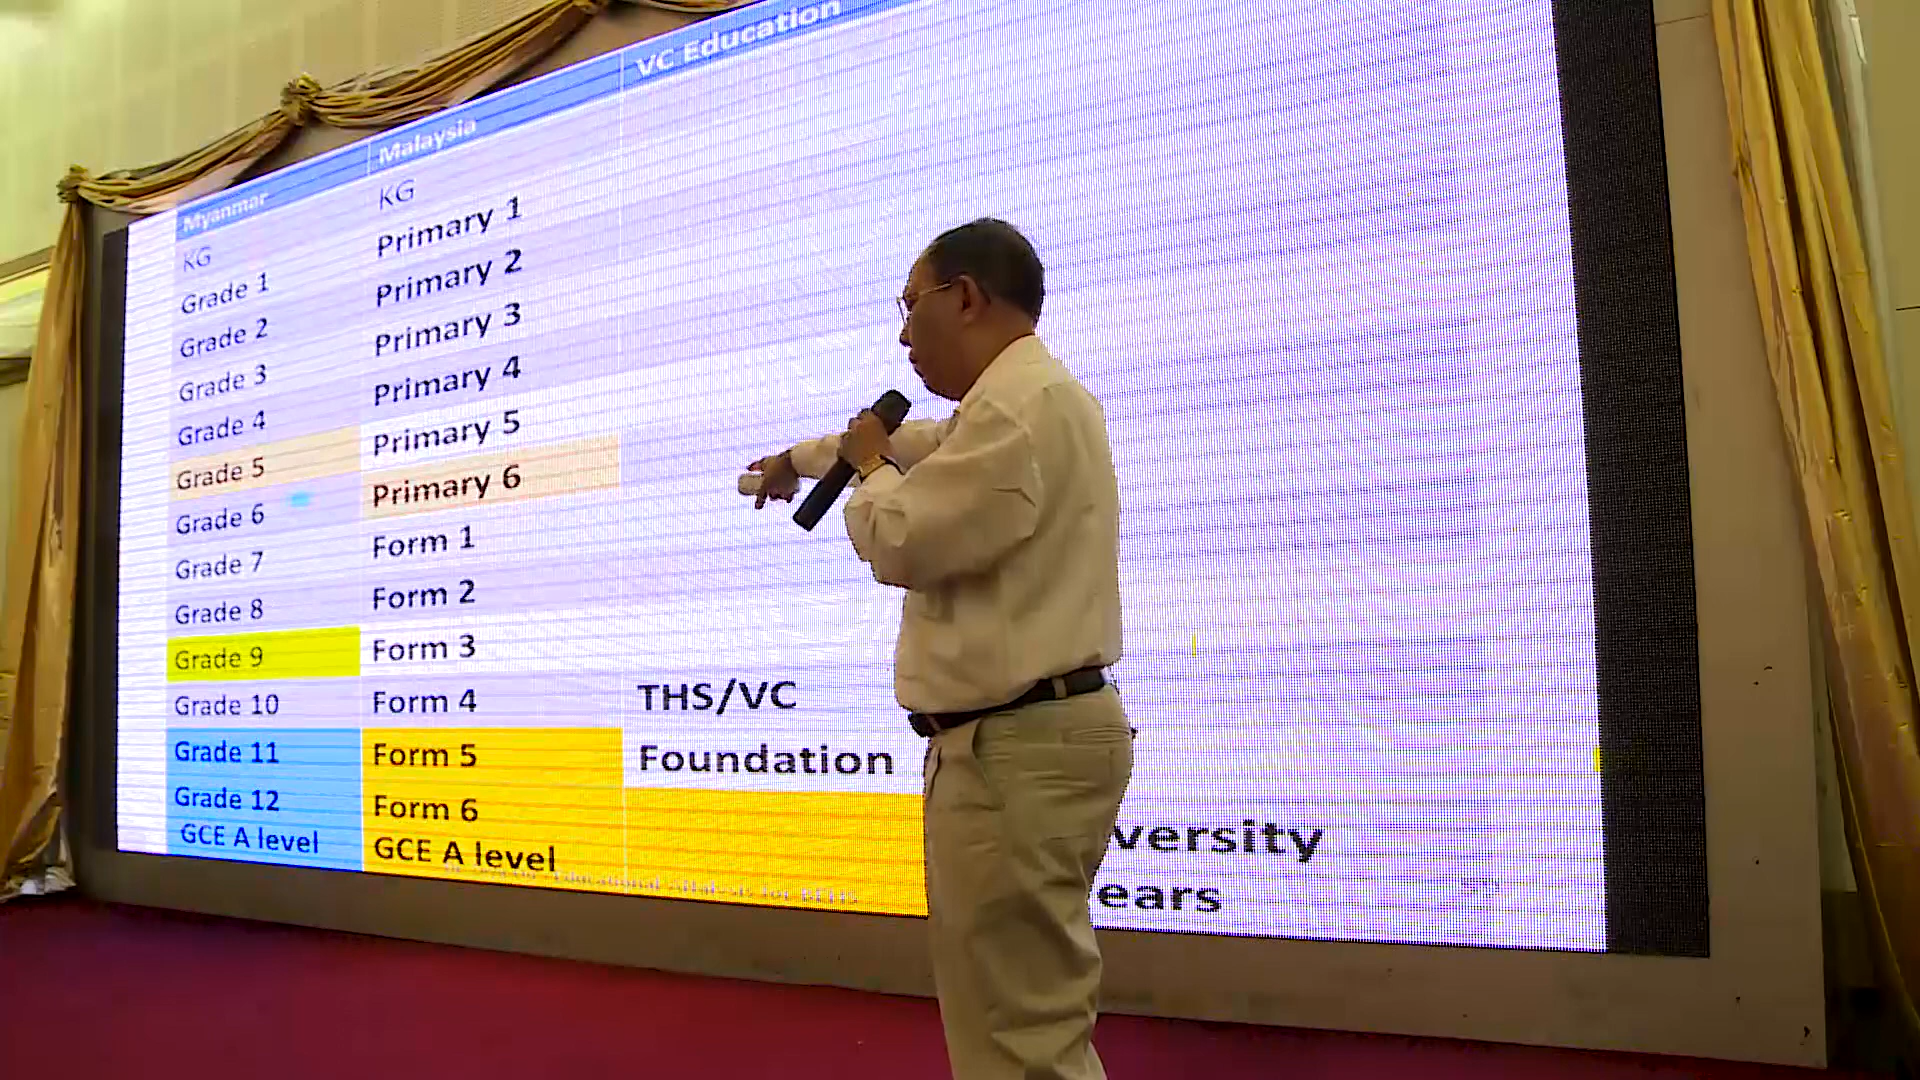 Myanmar
KG
Grade 1
Grade 2
Grade 3
Grade 4
Grade 5
Grade 6
Grade 7
Grade 8
Grade 9
Grade 10
Grade 11
Grade 12
GCE A level
Malaysia
KG
Primary 1
Primary 2
Primary 3
Primary 4
Primary 5
Primary 6
Form 1
Form 2
Form 3
Form 4
Form 5
Form 6
GCE A level
VC Education
THS/VC
Foundation
versity
ears